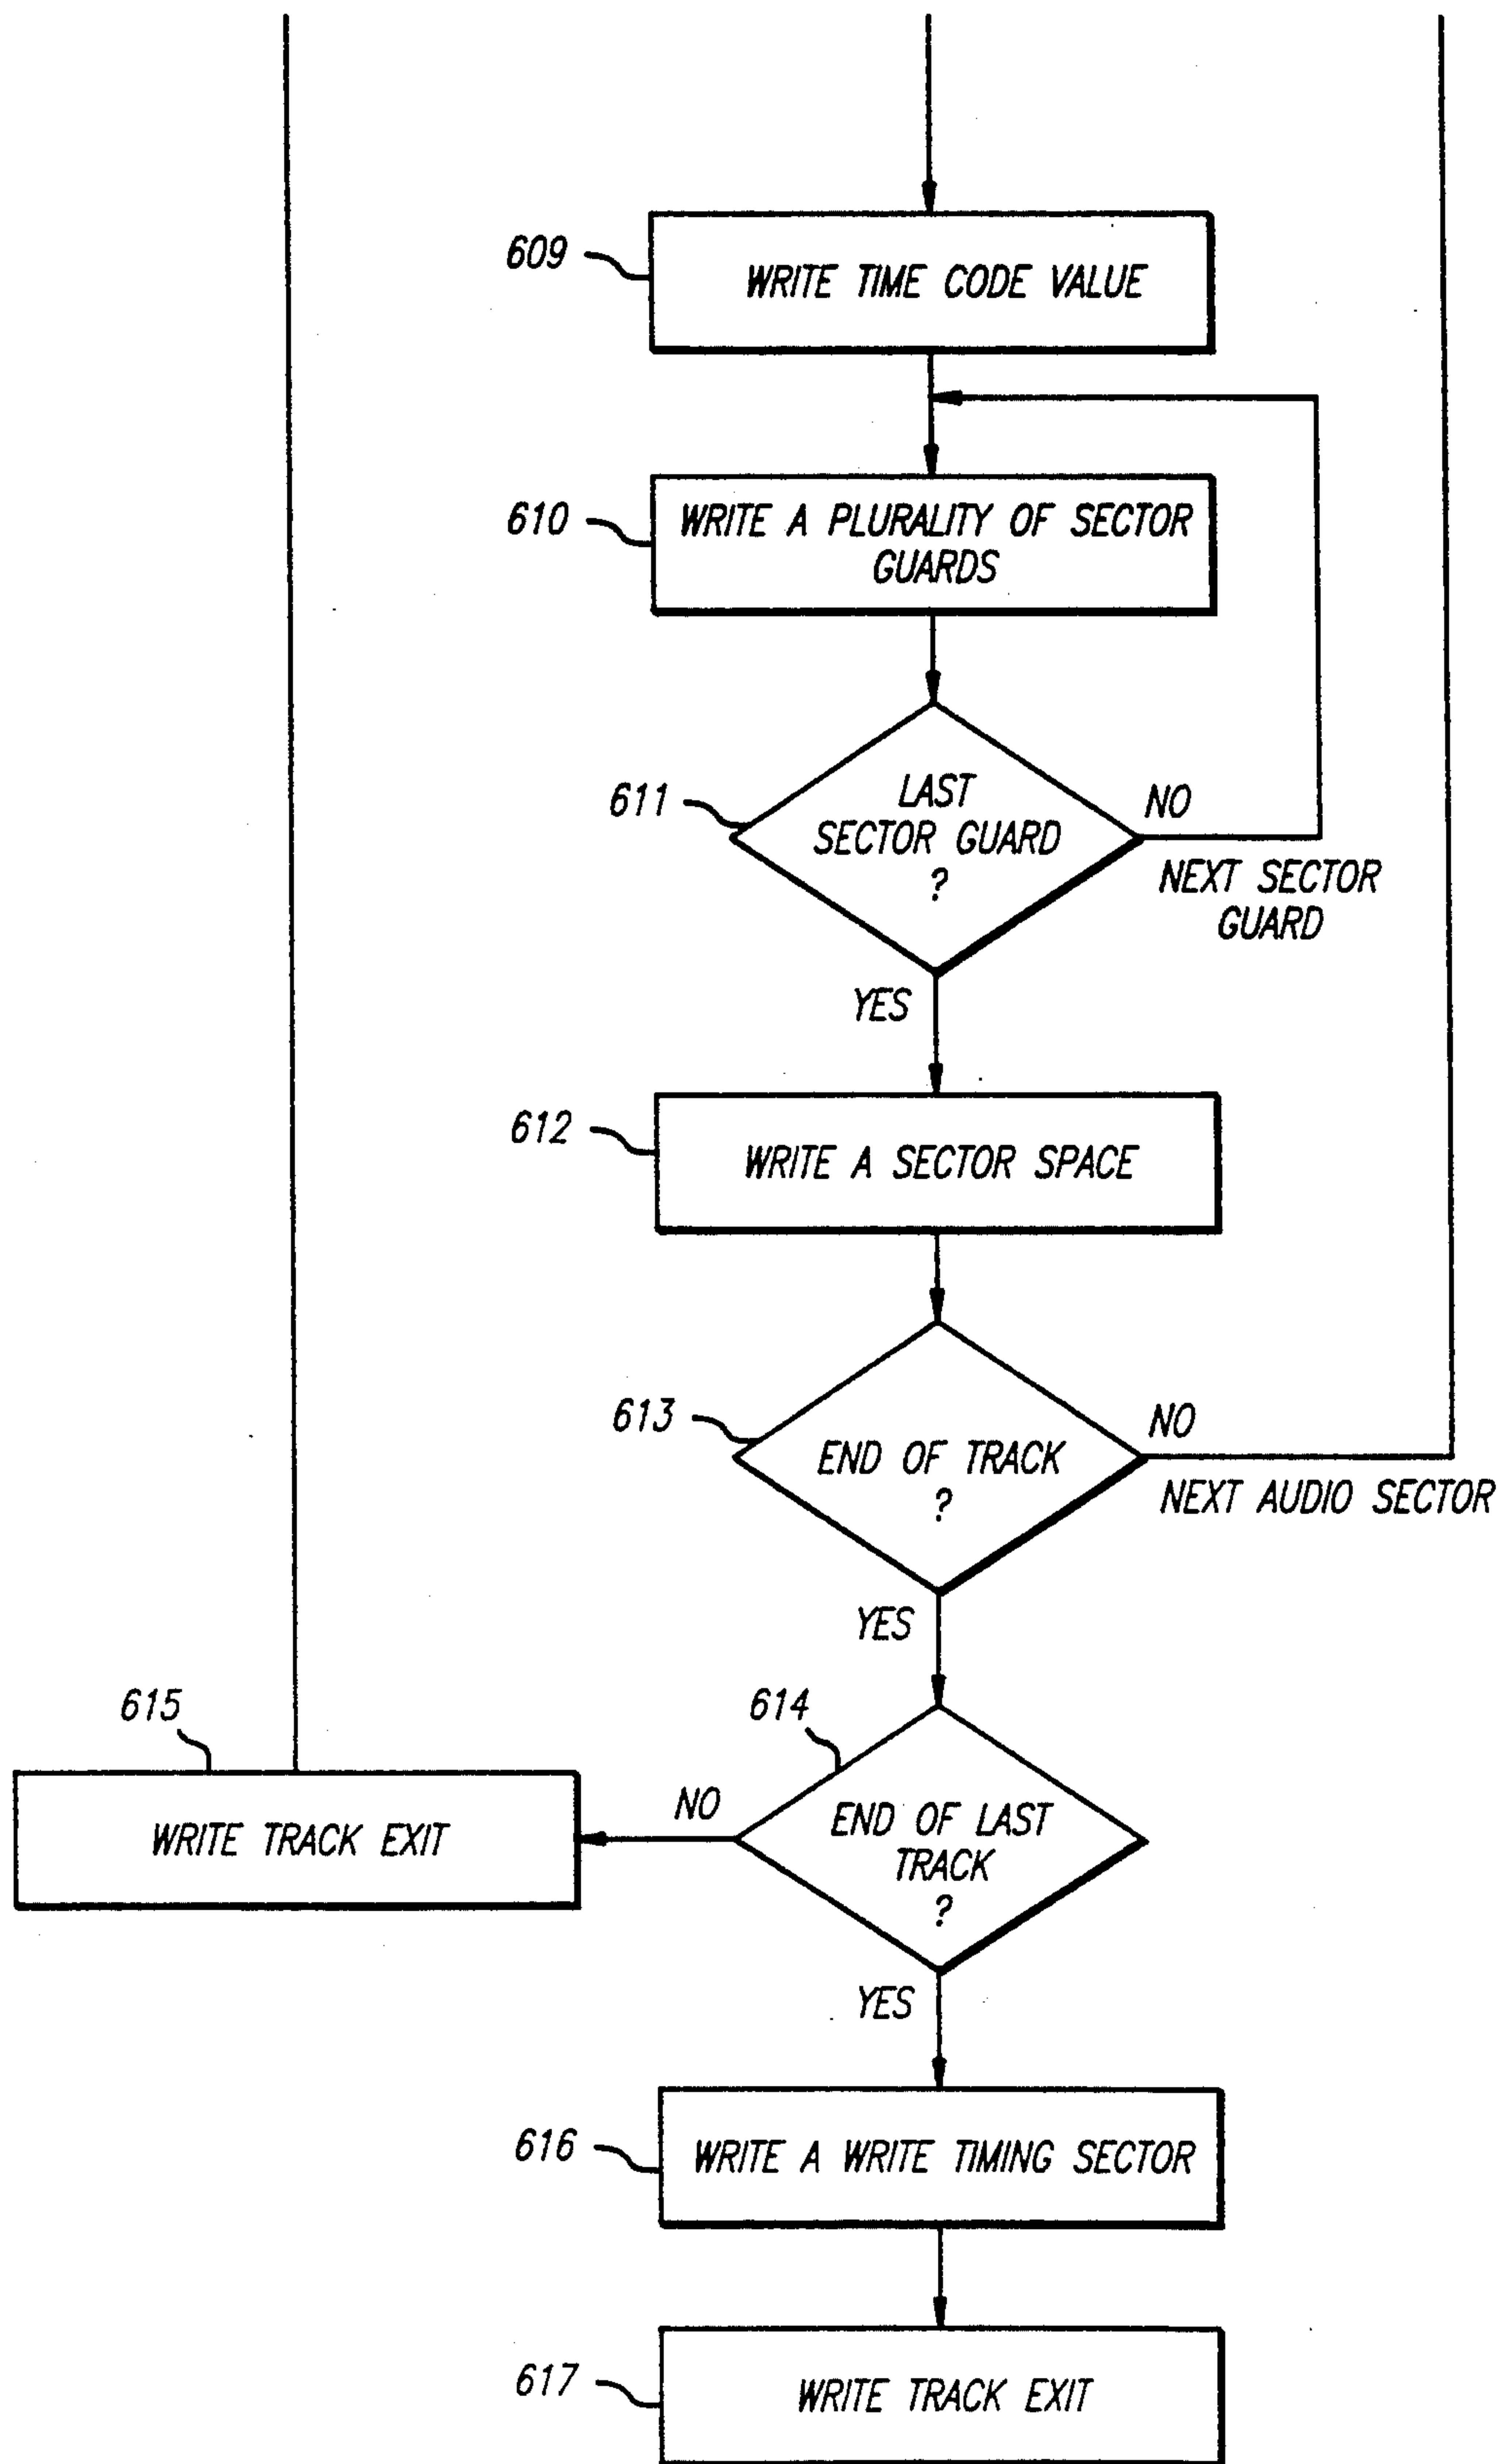 609
WRITE TIME CODE VALUE
610
WRITE A PLURALITY OF SECTOR
GUARDS
611
LAST
SECTOR GUARD
?
NO
NEXT SECTOR
GUARD
YES
612
WRITE A SECTOR SPACE
613
END OF TRACK
?
NO
NEXT AUDIO SECTOR
YES
614
END OF LAST
TRACK
?
NO
615
WRITE TRACK EXIT
YES
616
WRITE A WRITE TIMING SECTOR
617
WRITE TRACK EXIT